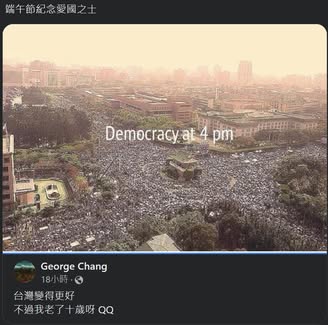 端午節紀念愛國之士
Democracy at 4 pm
George Chang
18小時 ·
台灣變得更好
不過我老了十歲呀 QQ